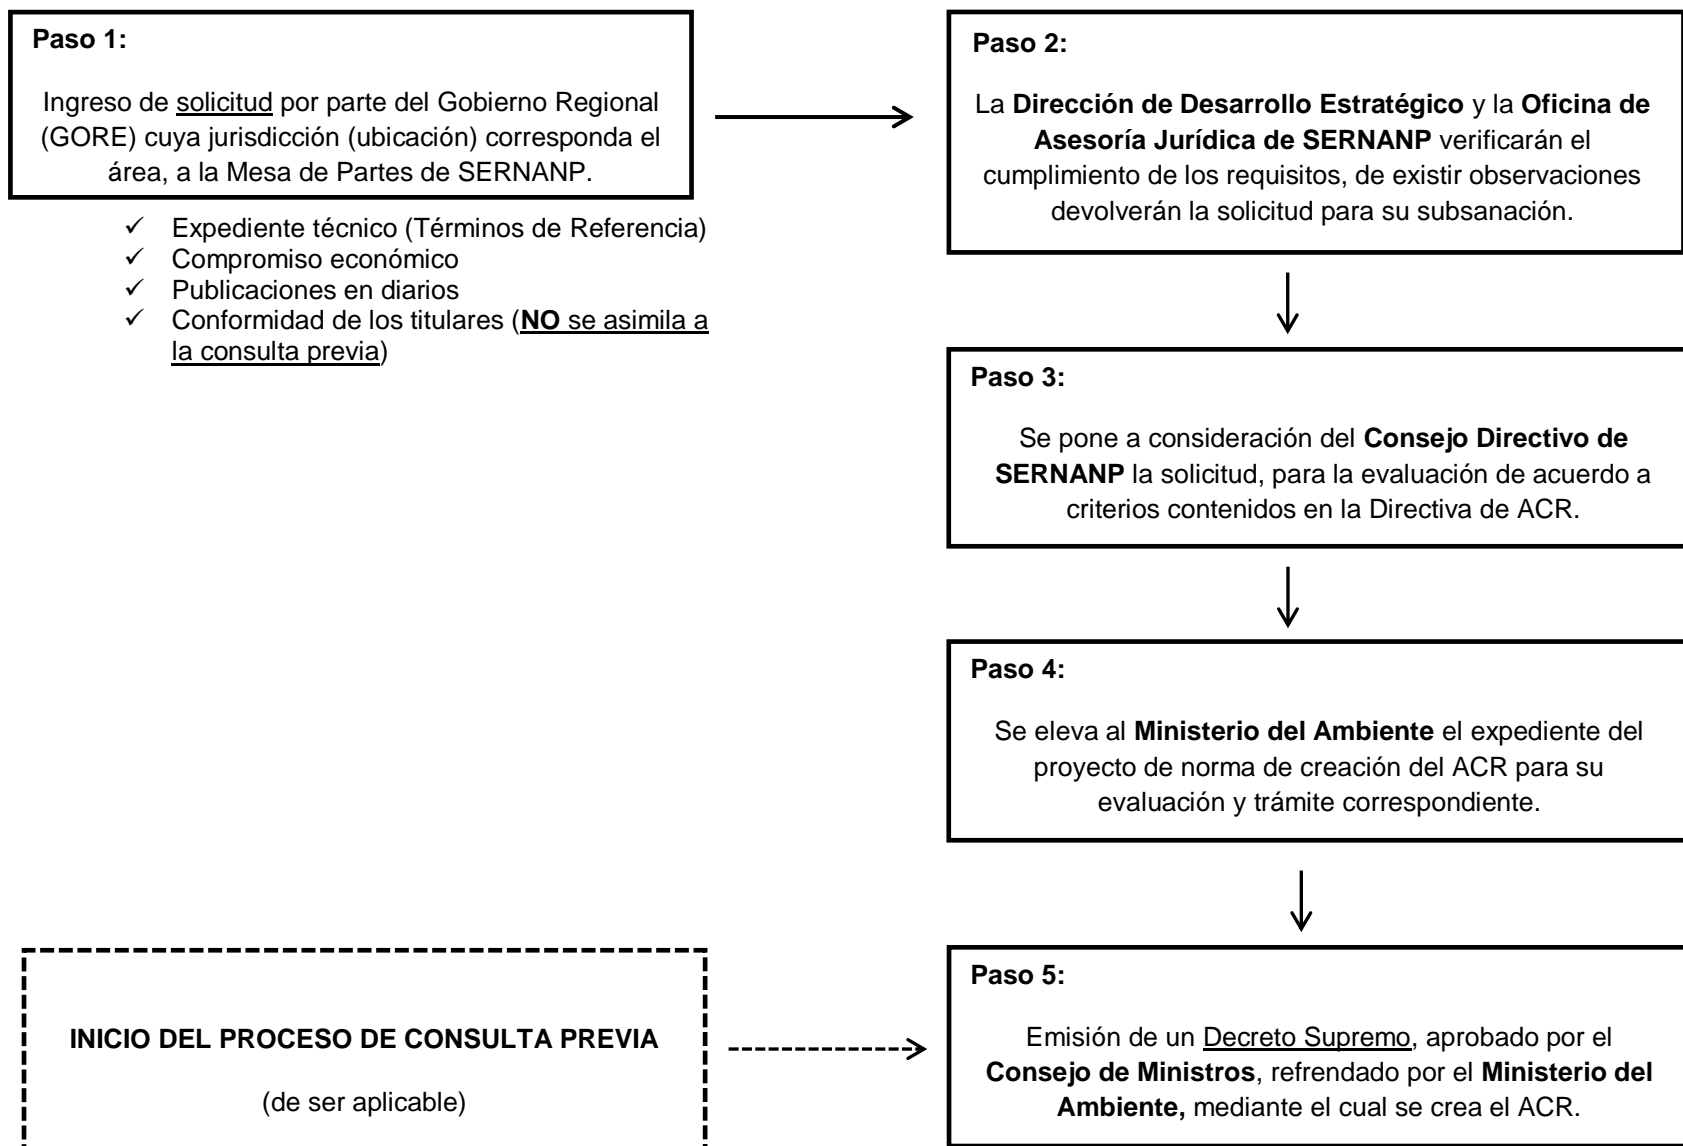 Paso 1:
Ingreso de solicitud por parte del Gobierno Regional
(GORE) cuya jurisdicción (ubicación) corresponda el
área, a la Mesa de Partes de SERNANP.
✓ Expediente técnico (Términos de Referencia)
✓ Compromiso económico
✓ Publicaciones en diarios
✓ Conformidad de los titulares (NO se asimila a
la consulta previa)
Paso 2:
La Dirección de Desarrollo Estratégico y la Oficina de
Asesoría Jurídica de SERNANP verificarán el
cumplimiento de los requisitos, de existir observaciones
devolverán la solicitud para su subsanación.
Paso 3:
Se pone a consideración del Consejo Directivo de
SERNANP la solicitud, para la evaluación de acuerdo a
criterios contenidos en la Directiva de ACR.
Paso 4:
Se eleva al Ministerio del Ambiente el expediente del
proyecto de norma de creación del ACR para su
evaluación y trámite correspondiente.
INICIO DEL PROCESO DE CONSULTA PREVIA
(de ser aplicable)
Paso 5:
Emisión de un Decreto Supremo, aprobado por el
Consejo de Ministros, refrendado por el Ministerio del
Ambiente, mediante el cual se crea el ACR.